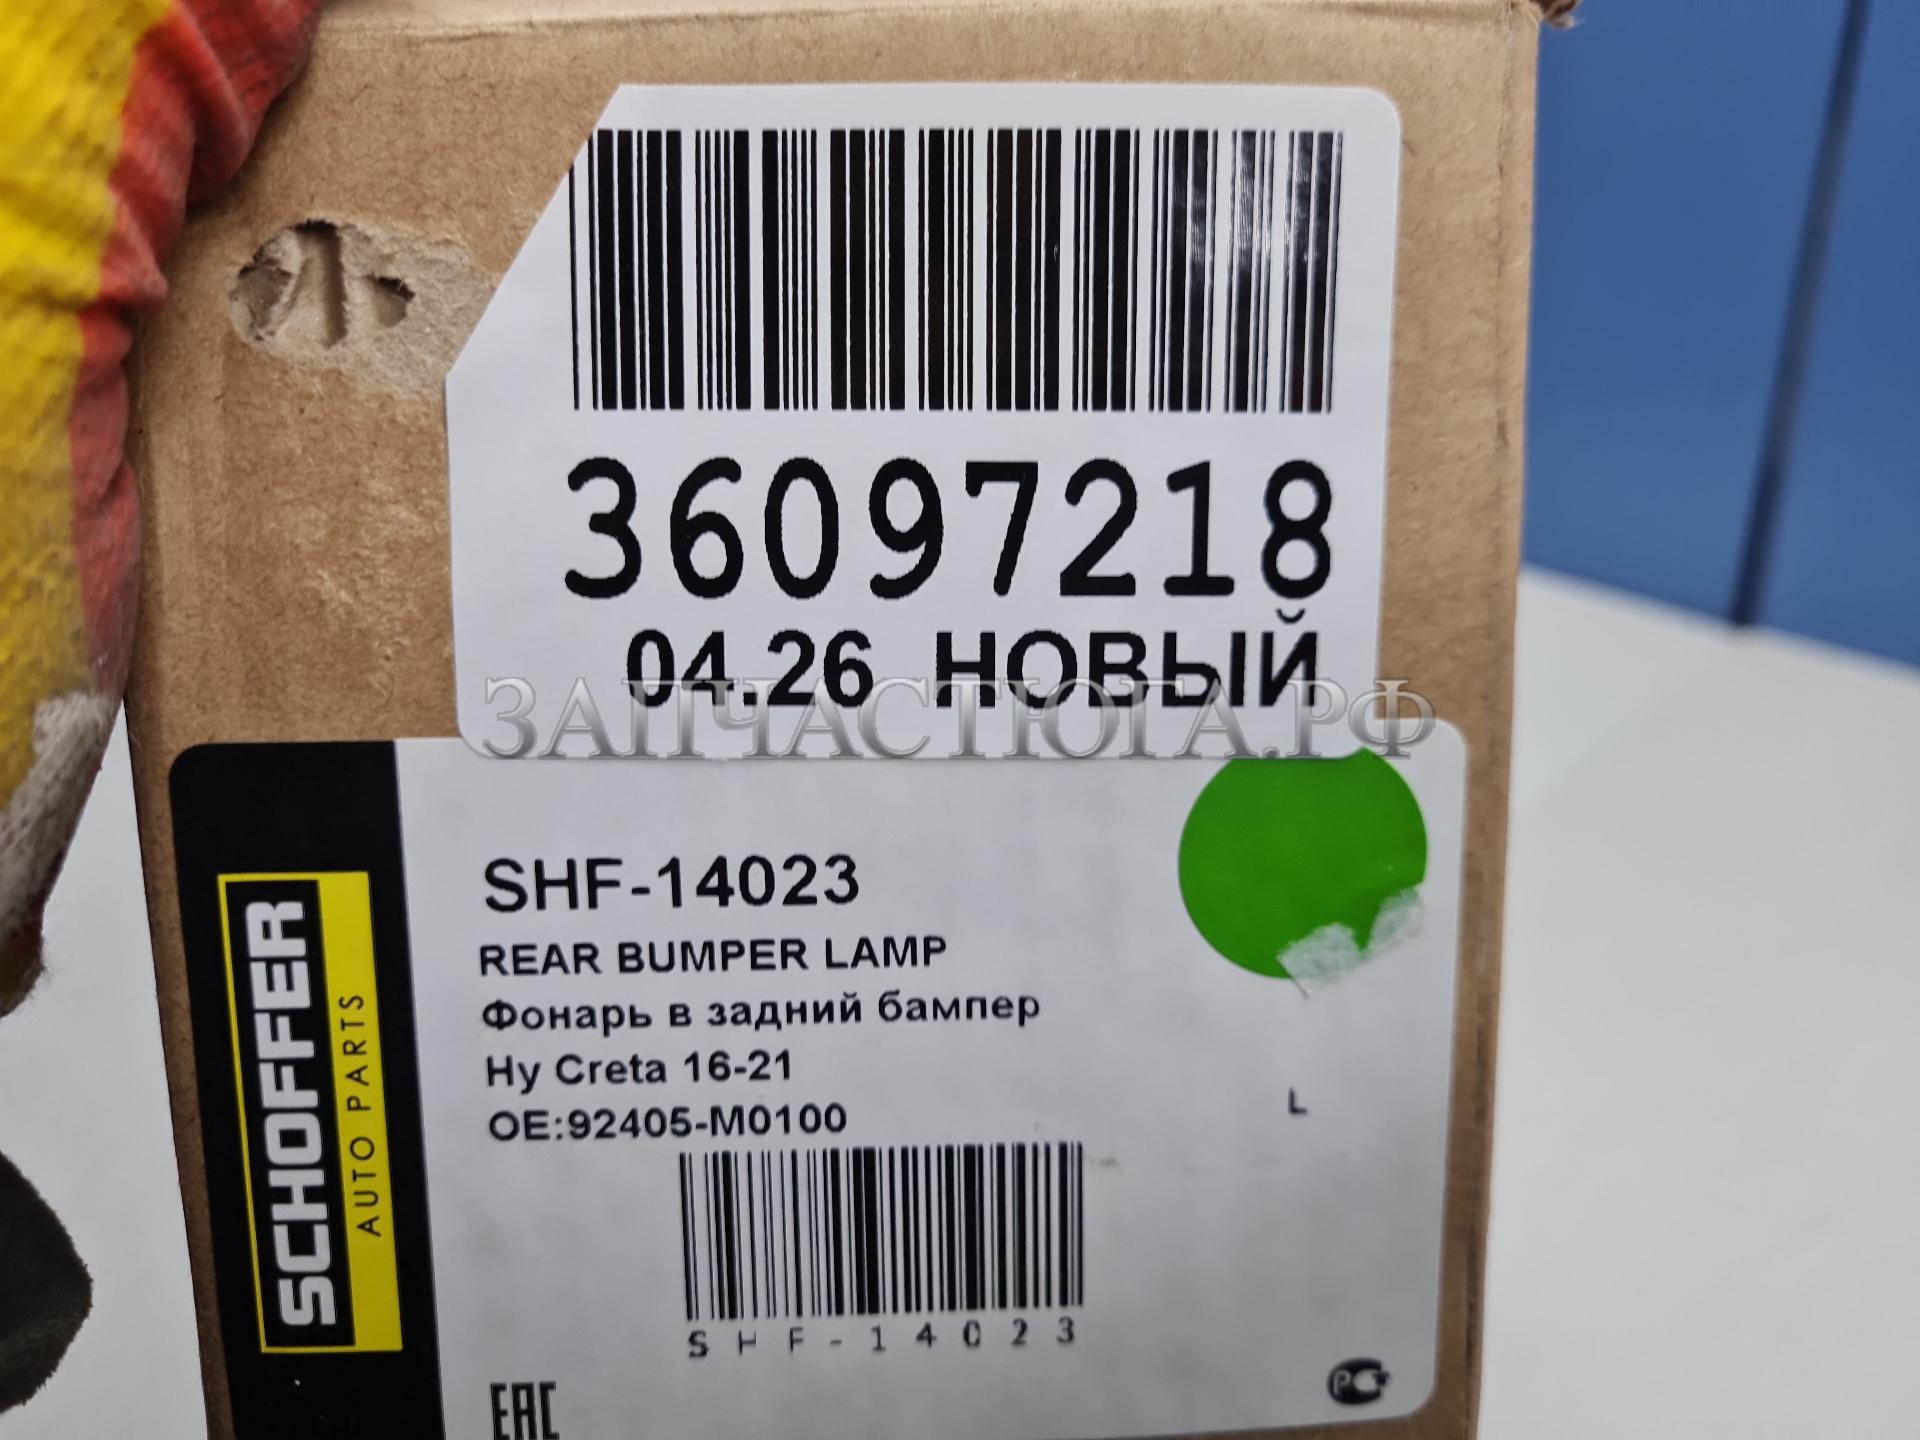 36097218
04.26 НОВЫЙ
ЗАПЧАСТЮГА.РФ
SCHOFFER
AUTO PARTS
SHF-14023
REAR BUMPER LAMP
Фонарь в задний бампер
Hy Creta 16-21
OE:92405-M0100
L
SHF-14023
EAC
РСТ